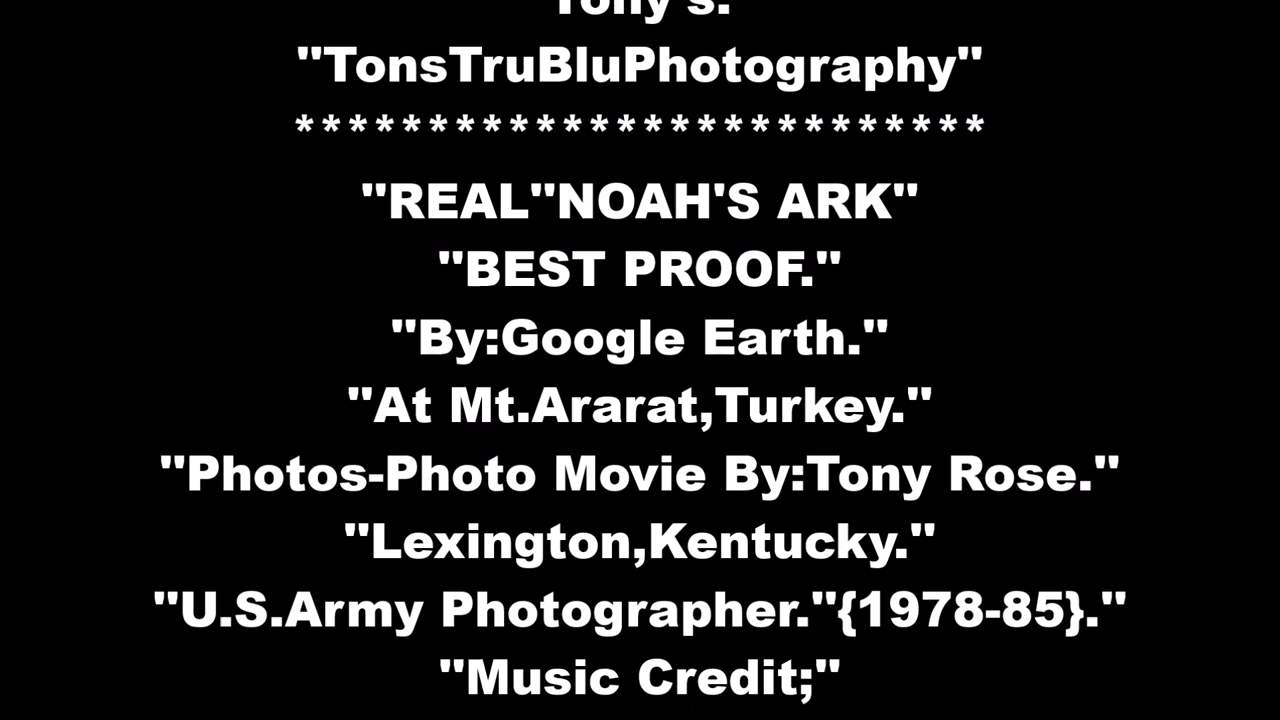 Tony's.
"TonsTruBluPhotography"
**************************
"REAL"NOAH'S ARK"
"BEST PROOF."
"By:Google Earth."
"At Mt.Ararat,Turkey."
"Photos-Photo Movie By:Tony Rose."
"Lexington,Kentucky."
"U.S.Army Photographer."{1978-85}."
"Music Credit;"